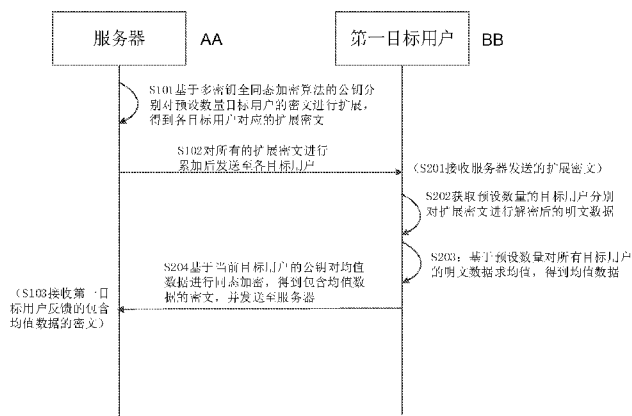 服务器
AA
第一目标用户
BB
S101基于多密钥全同态加密算法的公钥分
别对预设数量目标用户的密文进行扩展，
得到各目标用户对应的扩展密文
S102对所有的扩展密文进行
累加后发送至各目标用户
（S201接收服务器发送的扩展密文）
S202获取预设数量的目标用户分别
对扩展密文进行解密后的明文数据
S203：基于预设数量对所有目标用户
的明文数据求均值，得到均值数据
S204基于当前目标用户的公钥对均值
数据进行同态加密，得到包含均值数
据的密文，并发送至服务器
（S103接收第一目
标用户反馈的包含
均值数据的密文）